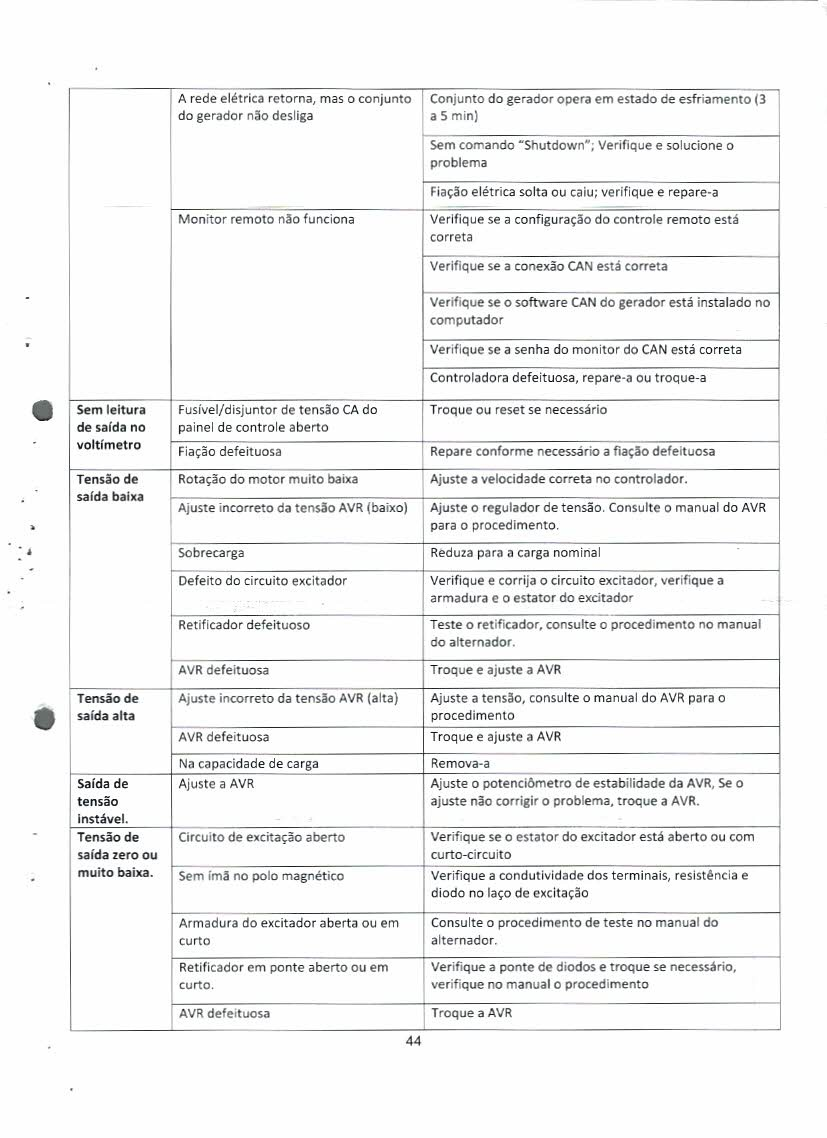 A rede elétrica retorna, mas o conjunto
do gerador não desliga
Conjunto do gerador opera em estado de esfriamento (3
a 5 min)
Sem comando "Shutdown"; Verifique e solucione o
problema
Fiação elétrica solta ou caiu; verifique e repare-a
Monitor remoto não funciona
Verifique se a configuração do controle remoto está
correta
Verifique se a conexão CAN está correta
Verifique se o software CAN do gerador está instalado no
computador
Verifique se a senha do monitor do CAN está correta
Controladora defeituosa, repare-a ou troque-a
Sem leitura
de saída no
voltímetro
Fusível/disjuntor de tensão CA do
painel de controle aberto
Troque ou reset se necessário
Fiação defeituosa
Repare conforme necessário a fiação defeituosa
Tensão de
saída baixa
Rotação do motor muito baixa
Ajuste a velocidade correta no controlador.
Ajuste incorreto da tensão AVR (baixo)
Ajuste o regulador de tensão. Consulte o manual do AVR
para o procedimento.
Sobrecarga
Reduza para a carga nominal
Defeito do circuito excitador
Verifique e corrija o circuito excitador, verifique a
armadura e o estator do excitador
Retificador defeituoso
Teste o retificador, consulte o procedimento no manual
do alternador.
AVR defeituosa
Troque e ajuste a AVR
Tensão de
saída alta
Ajuste incorreto da tensão AVR (alta)
Ajuste a tensão, consulte o manual do AVR para o
procedimento
AVR defeituosa
Troque e ajuste a AVR
Na capacidade de carga
Remova-a
Saída de
tensão
instável.
Ajuste a AVR
Ajuste o potenciômetro de estabilidade da AVR, Se o
ajuste não corrigir o problema, troque a AVR.
Tensão de
saída zero ou
muito baixa.
Circuito de excitação aberto
Verifique se o estator do excitador está aberto ou com
curto-circuito
Sem ímã no polo magnético
Verifique a condutividade dos terminais, resistência e
diodo no laço de excitação
Armadura do excitador aberta ou em
curto
Consulte o procedimento de teste no manual do
alternador.
Retificador em ponte aberto ou em
curto.
Verifique a ponte de diodos e troque se necessário,
verifique no manual o procedimento
AVR defeituosa
Troque a AVR
44